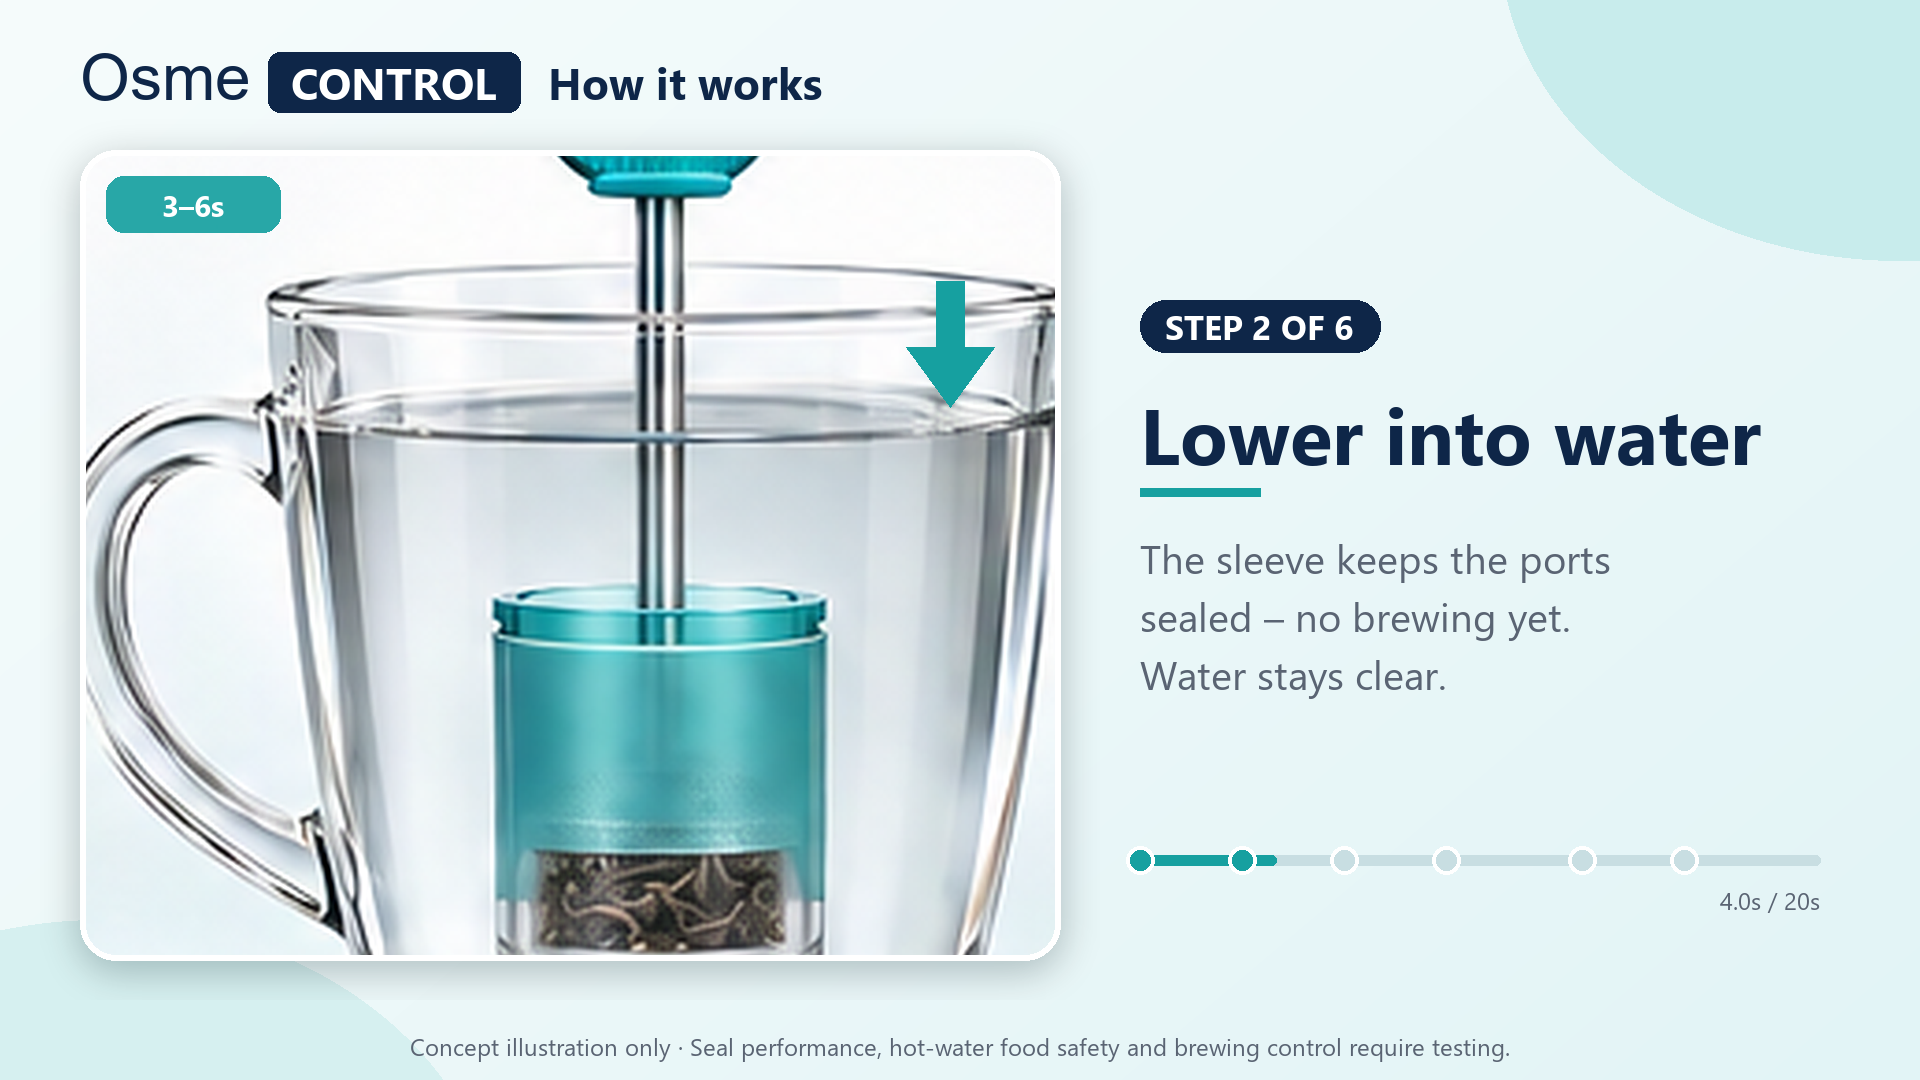 Osme CONTROL How it works
3–6s
STEP 2 OF 6
Lower into water
The sleeve keeps the ports
sealed – no brewing yet.
Water stays clear.
4.0s / 20s
Concept illustration only · Seal performance, hot-water food safety and brewing control require testing.